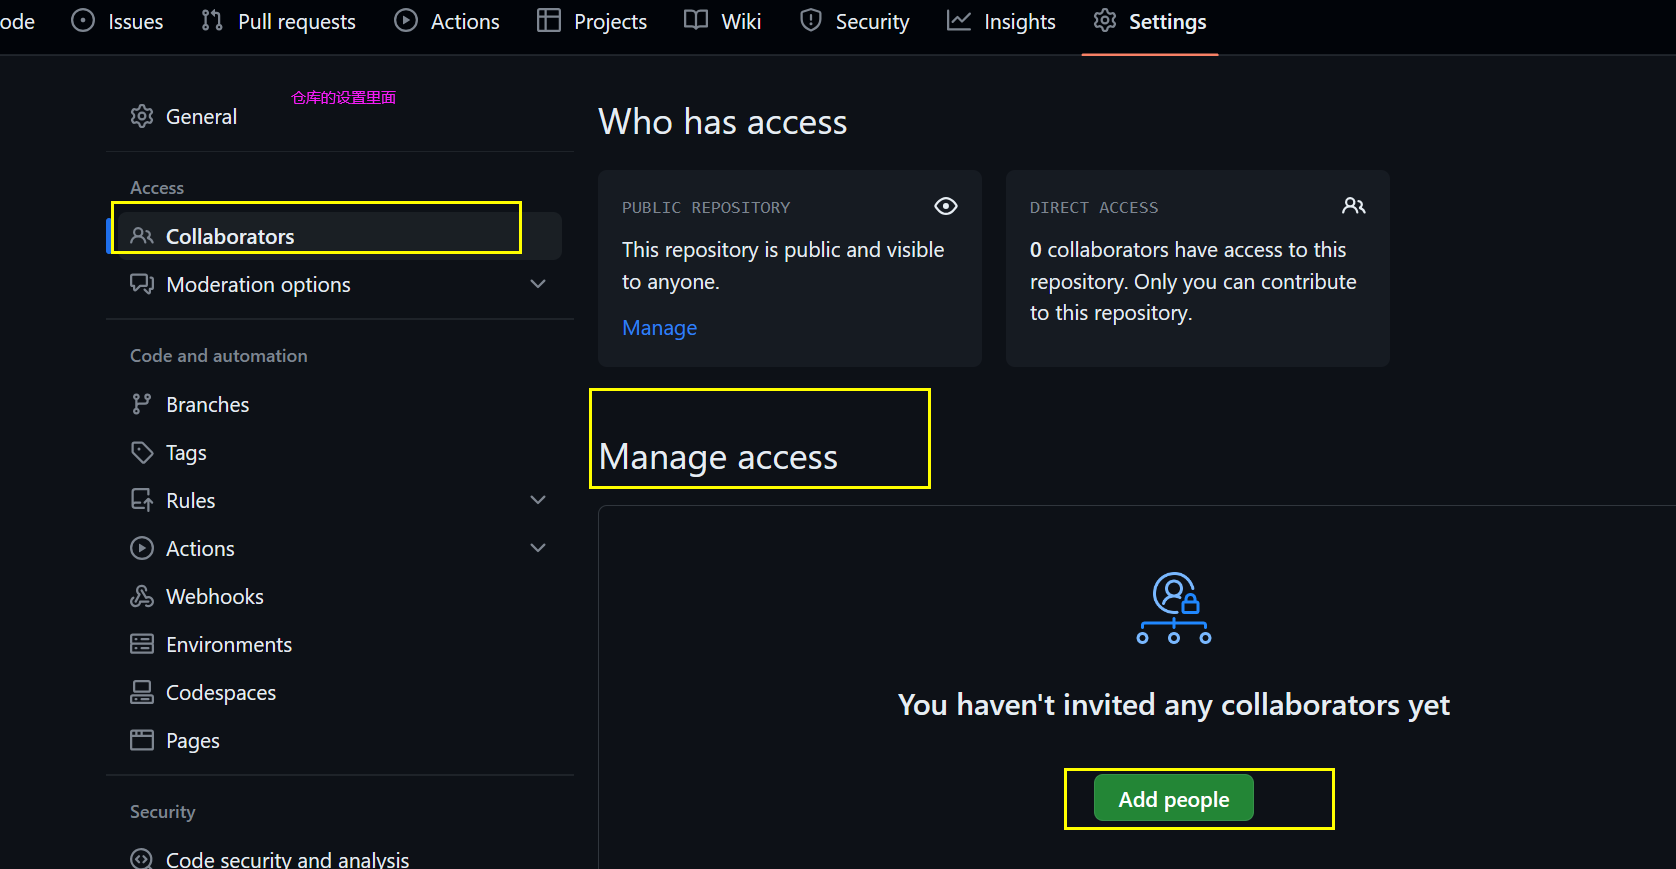 ode Issues Pull requests Actions Projects Wiki Security Insights Settings
仓库的设置里面
General
Access
Collaborators
Moderation options
Code and automation
Branches
Tags
Rules
Actions
Webhooks
Environments
Codespaces
Pages
Security
Code security and analysis
Who has access
PUBLIC REPOSITORY
This repository is public and visible
to anyone.
Manage
DIRECT ACCESS
0 collaborators have access to this
repository. Only you can contribute
to this repository.
Manage access
You haven't invited any collaborators yet
Add people